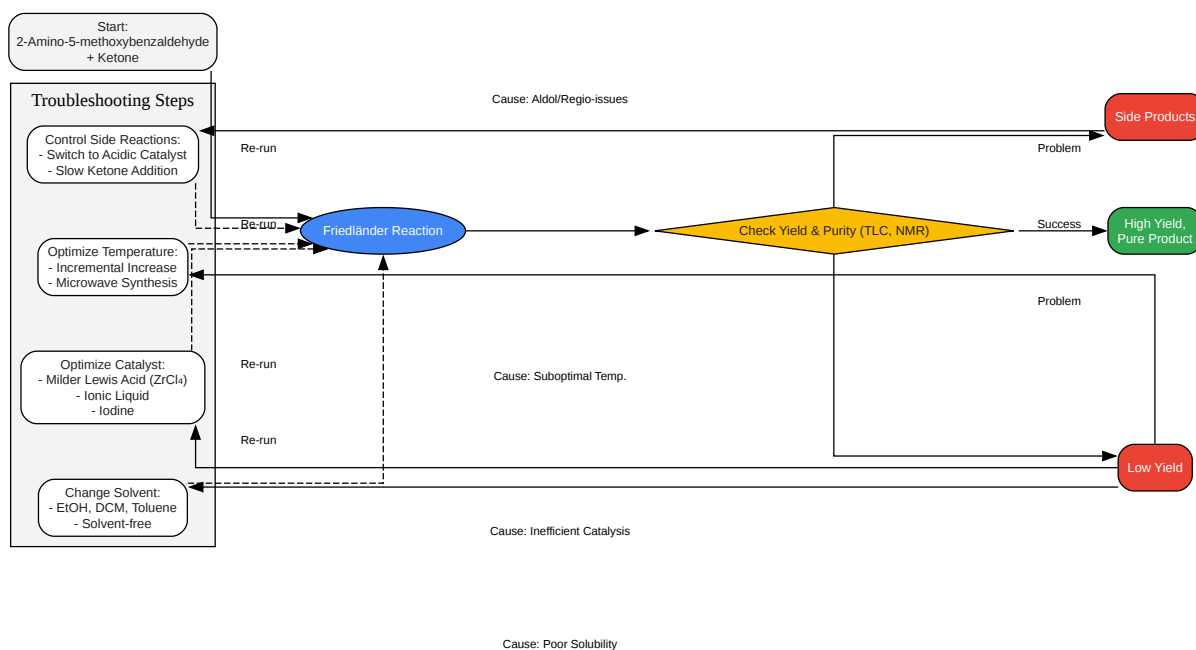 Start:
2-Amino-5-methoxybenzaldehyde
+ Ketone
Troubleshooting Steps
Control Side Reactions:
- Switch to Acidic Catalyst
- Slow Ketone Addition
Optimize Temperature:
- Incremental Increase
- Microwave Synthesis
Optimize Catalyst:
- Milder Lewis Acid (ZrCl₄)
- Ionic Liquid
- Iodine
Change Solvent:
- EtOH, DCM, Toluene
- Solvent-free
Re-run
Re-run
Re-run
Re-run
Friedländer Reaction
Cause: Aldol/Regio-issues
Cause: Suboptimal Temp.
Cause: Inefficient Catalysis
Cause: Poor Solubility
Check Yield & Purity (TLC, NMR)
Problem
Success
Problem
Side Products
High Yield,
Pure Product
Low Yield